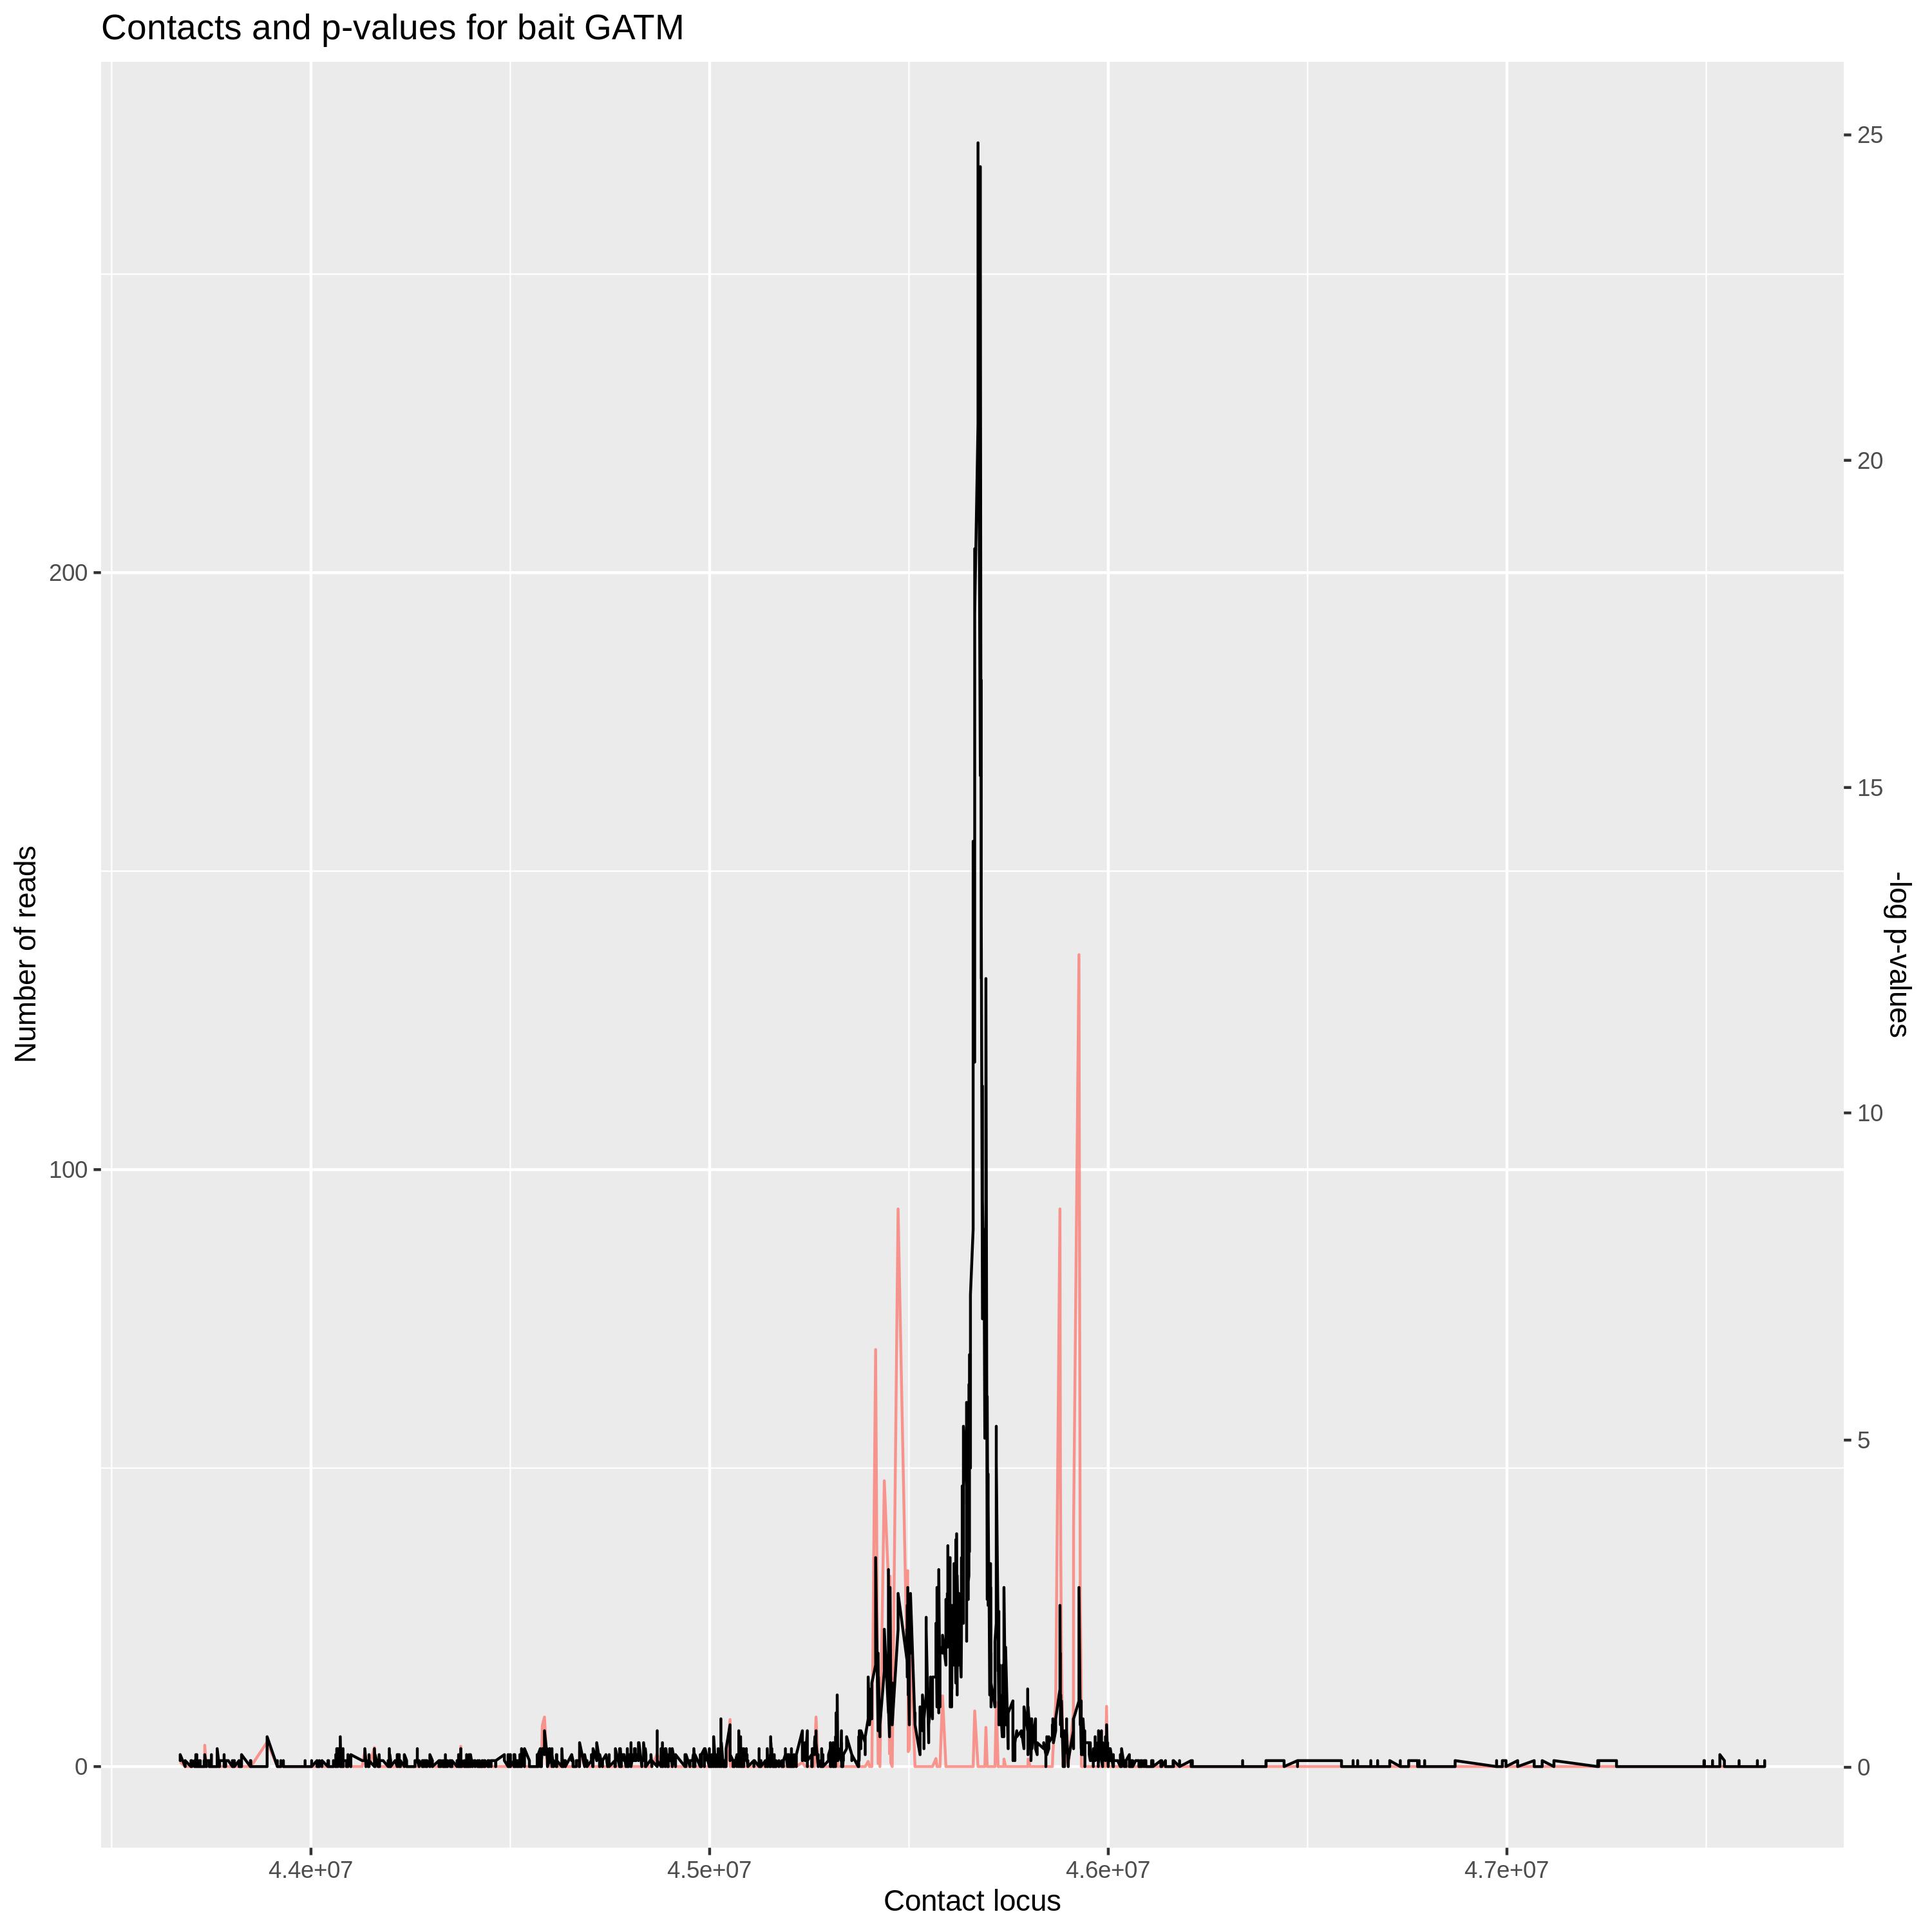 Contacts and p-values for bait GATM
Number of reads
200
100
0
25
20
15
10
5
0
-log p-values
4.4e+07
4.5e+07
4.6e+07
4.7e+07
Contact locus